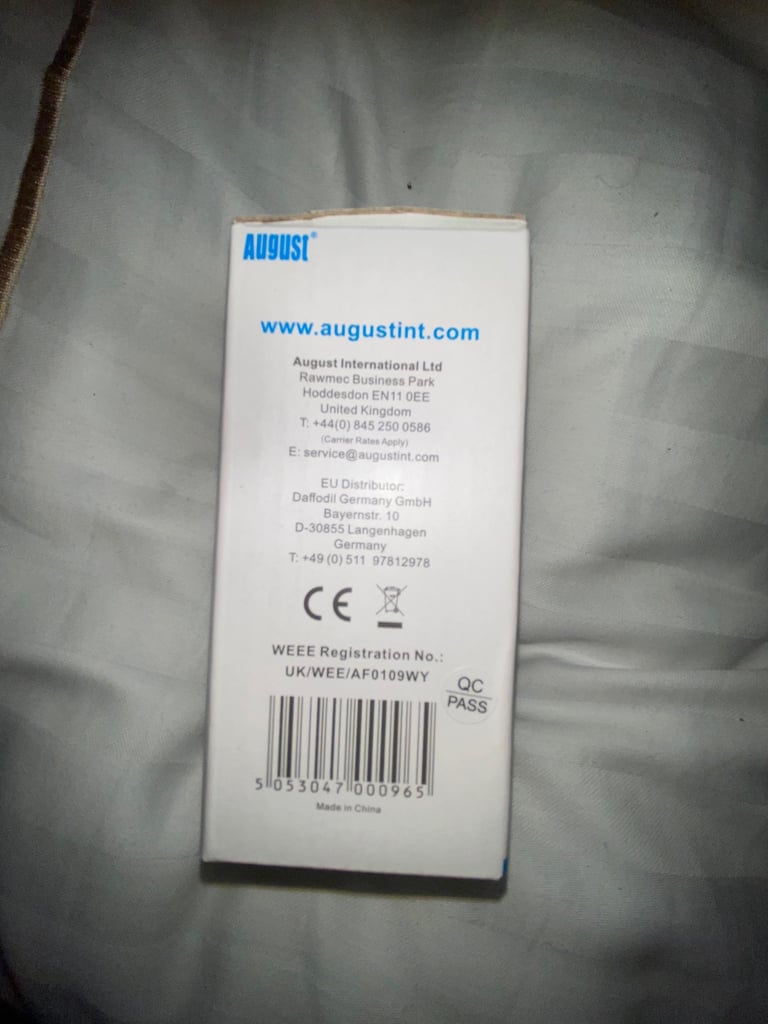 AUGUST®
www.augustint.com
August International Ltd
Rawmec Business Park
Hoddesdon EN11 0EE
United Kingdom
T: +44(0) 845 250 0586
(Carrier Rates Apply)
E: service@augustint.com
EU Distributor:
Daffodil Germany GmbH
Bayernstr. 10
D-30855 Langenhagen
Germany
T: +49 (0) 511 97812978
CE
WEEE Registration No.:
UK/WEE/AF0109WY
QC
PASS
5 053047 000965
Made in China